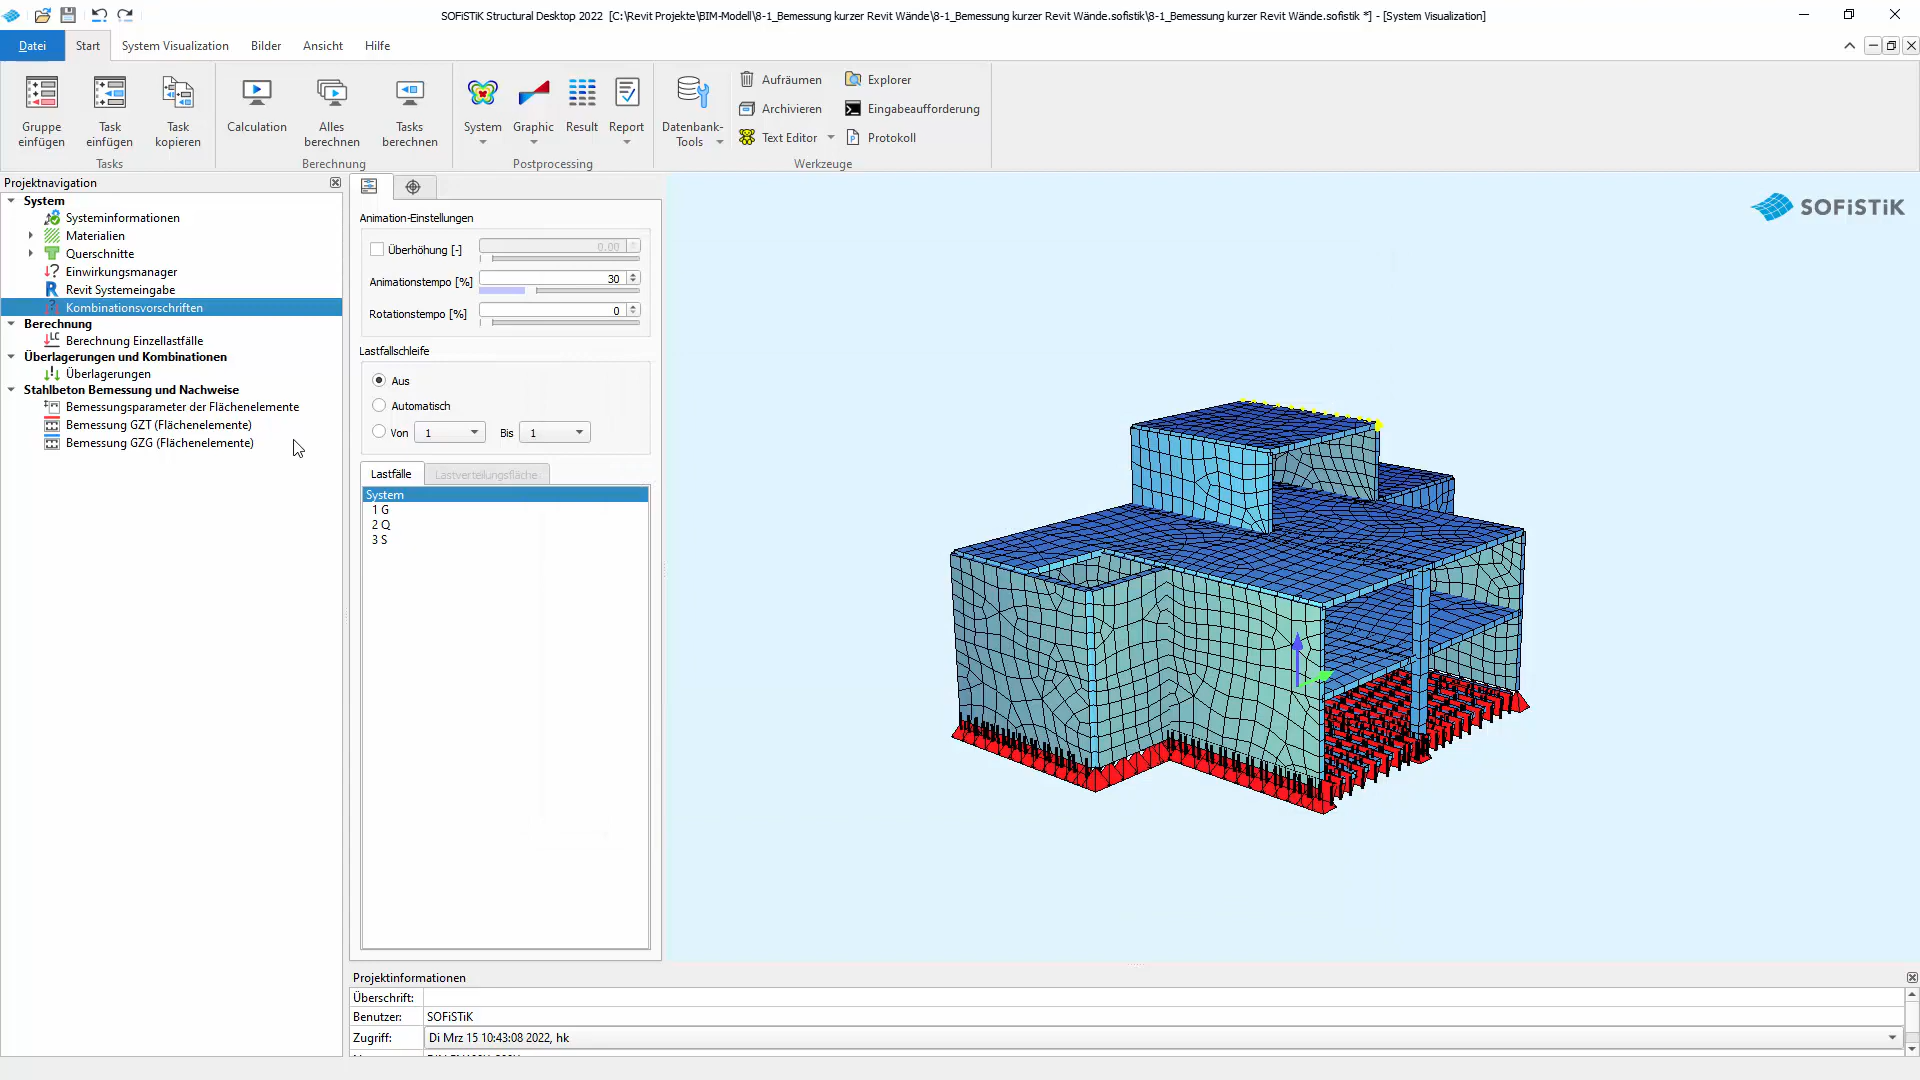 SOFiSTiK Structural Desktop 2022 [C:\Revit Projekte\BIM-Modell\8-1_Bemessung kurzer Revit Wände\8-1_Bemessung kurzer Revit Wände.sofistik\8-1_Bemessung kurzer Revit Wände.sofistik *] - [System Visualization]
Datei Start System Visualization Bilder Ansicht Hilfe
Gruppe einfügen
Task einfügen
Task kopieren
Tasks
Calculation
Alles berechnen
Tasks berechnen
Berechnung
System
Graphic
Result
Report
Postprocessing
Datenbank-Tools
Aufräumen
Explorer
Archivieren
Eingabeaufforderung
Text Editor
Protokoll
Werkzeuge
Projektnavigation
System
Systeminformationen
Materialien
Querschnitte
Einwirkungsmanager
Revit Systemeingabe
Kombinationsvorschriften
Berechnung
Berechnung Einzellastfälle
Überlagerungen und Kombinationen
Überlagerungen
Stahlbeton Bemessung und Nachweise
Bemessungsparameter der Flächenelemente
Bemessung GZT (Flächenelemente)
Bemessung GZG (Flächenelemente)
Animation-Einstellungen
Überhöhung [-] 0.00
Animationstempo [%] 30
Rotationstempo [%] 0
Lastfallschleife
Aus
Automatisch
Von 1 Bis 1
Lastfälle Lastverteilungsfläche
System
1 G
2 Q
3 S
SOFiSTiK
Projektinformationen
Überschrift:
Benutzer: SOFiSTiK
Zugriff: Di Mrz 15 10:43:08 2022, hk